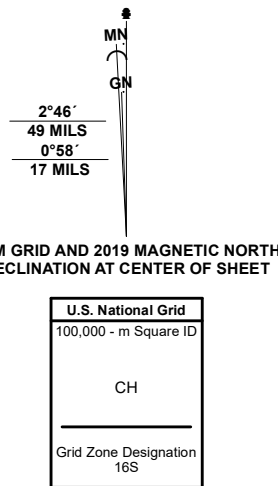 MN
GN
2°46´
49 MILS
0°58´
17 MILS
M GRID AND 2019 MAGNETIC NORTH
ECLINATION AT CENTER OF SHEET
U.S. National Grid
100,000 - m Square ID
CH
Grid Zone Designation
16S